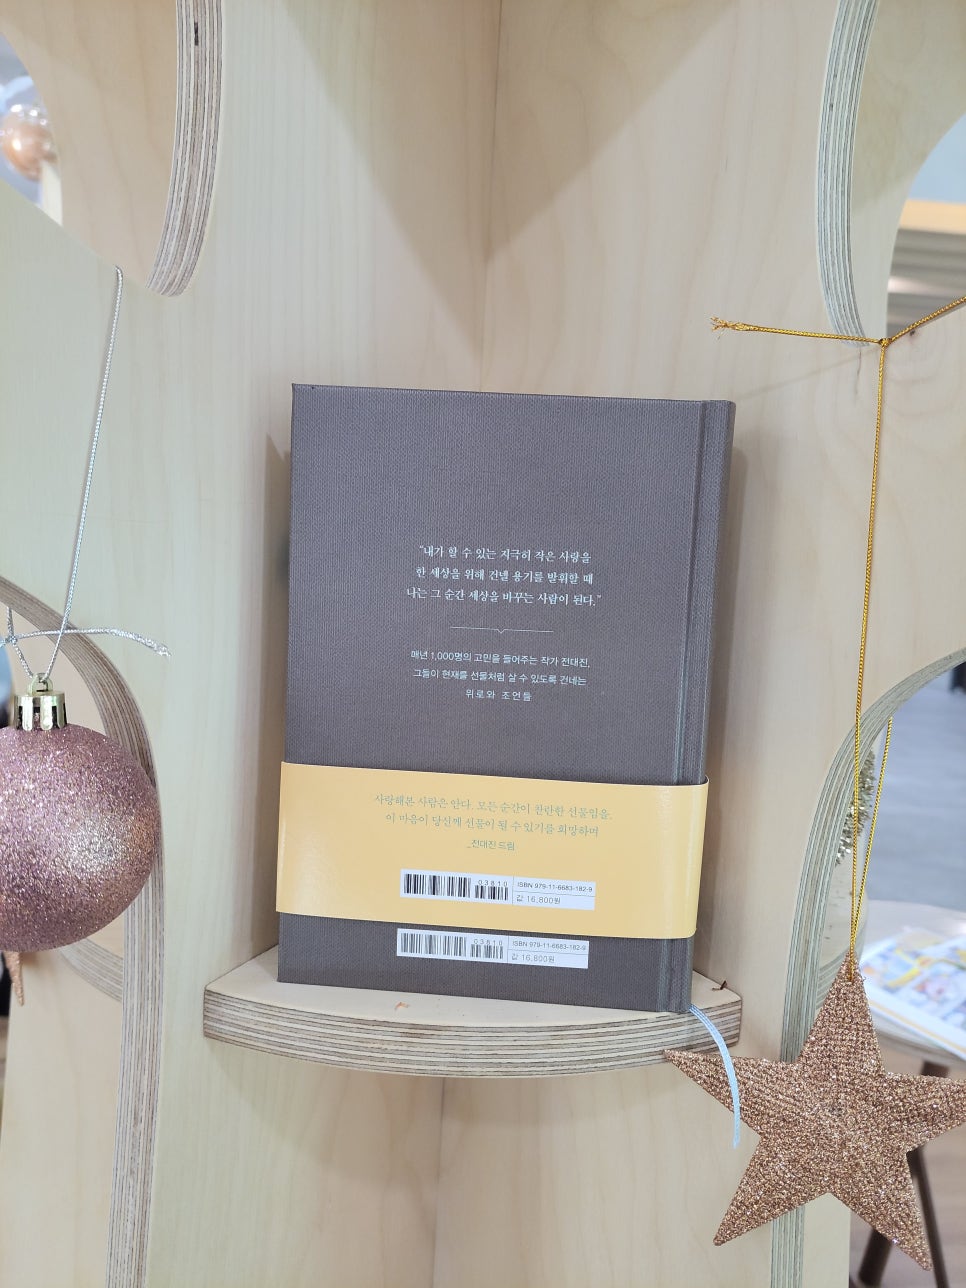 “내가 할 수 있는 지극히 작은 사랑을
한 세상을 위해 건넬 용기를 발휘할 때
나는 그 순간 세상을 바꾸는 사람이 된다.”
매년 1,000명의 고민을 들어주는 작가 전대진,
그들이 현재를 선물처럼 살 수 있도록 건네는
위로와 조언들
사랑해본 사람은 안다. 모든 순간이 찬란한 선물임을.
이 마음이 당신께 선물이 될 수 있기를 희망하며
_전대진 드림
03810
ISBN 979-11-6683-182-9
값 16,800원
03810
ISBN 979-11-6683-182-9
값 16,800원